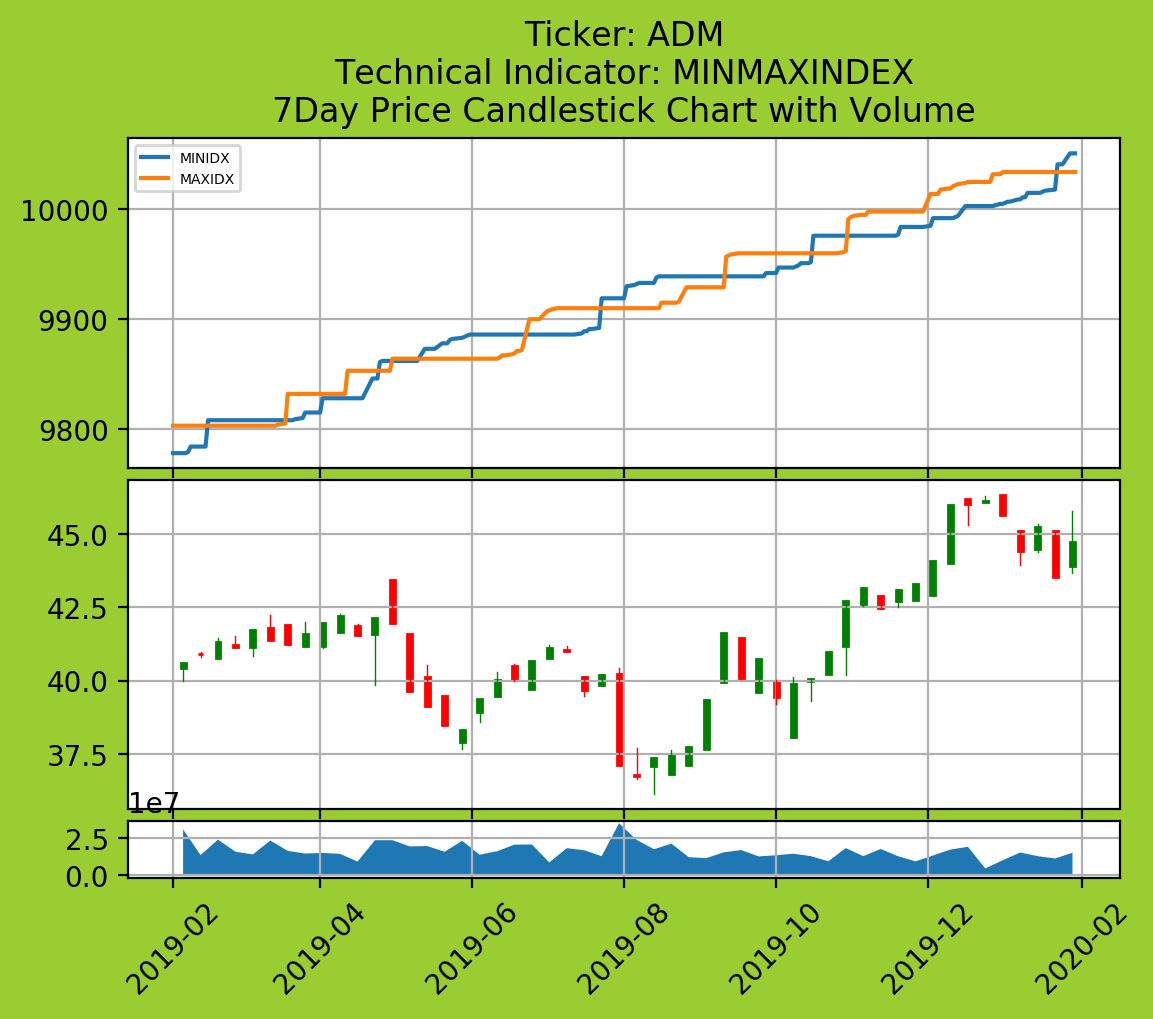 Ticker: ADM
Technical Indicator: MINMAXINDEX
7Day Price Candlestick Chart with Volume
MINIDX
MAXIDX
10000
9900
9800
45.0
42.5
40.0
37.5
1e7
2.5
0.0
2019-02
2019-04
2019-06
2019-08
2019-10
2019-12
2020-02